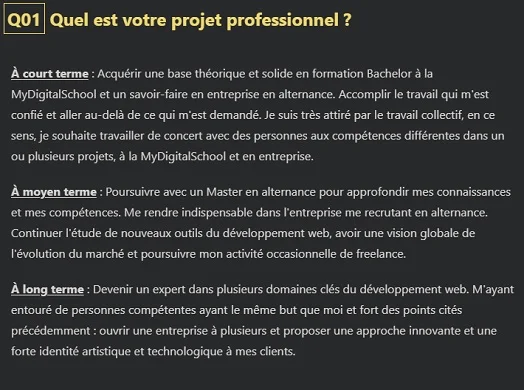 Q01 Quel est votre projet professionnel ?
À court terme : Acquérir une base théorique et solide en formation Bachelor à la
MyDigitalSchool et un savoir-faire en entreprise en alternance. Accomplir le travail qui m'est
confié et aller au-delà de ce qui m'est demandé. Je suis très attiré par le travail collectif, en ce
sens, je souhaite travailler de concert avec des personnes aux compétences différentes dans un
ou plusieurs projets, à la MyDigitalSchool et en entreprise.
À moyen terme : Poursuivre avec un Master en alternance pour approfondir mes connaissances
et mes compétences. Me rendre indispensable dans l'entreprise me recrutant en alternance.
Continuer l'étude de nouveaux outils du développement web, avoir une vision globale de
l'évolution du marché et poursuivre mon activité occasionnelle de freelance.
À long terme : Devenir un expert dans plusieurs domaines clés du développement web. M'ayant
entouré de personnes compétentes ayant le même but que moi et fort des points cités
précédemment : ouvrir une entreprise à plusieurs et proposer une approche innovante et une
forte identité artistique et technologique à mes clients.